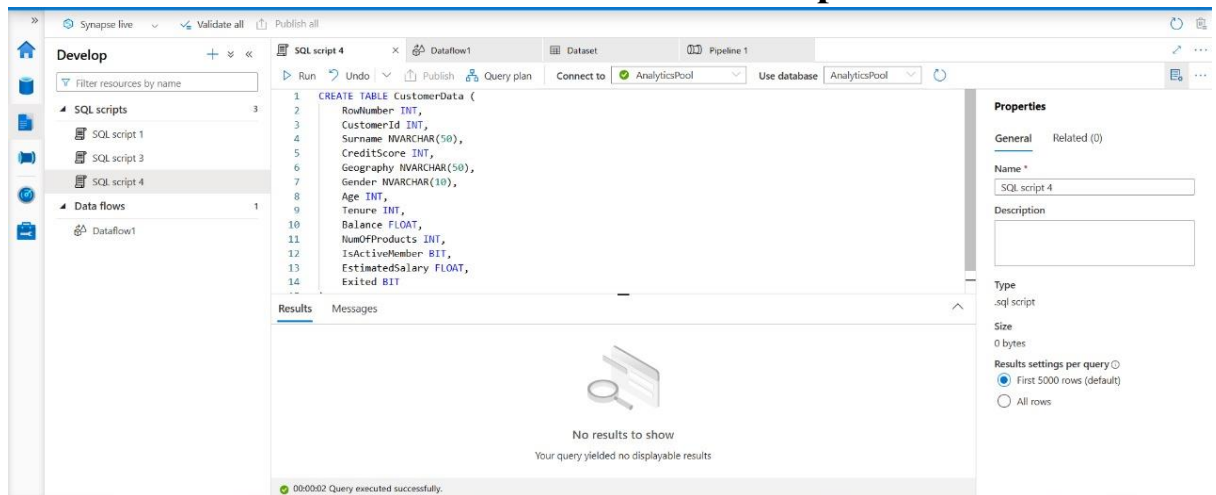 Synapse live
Validate all
Publish all
Develop
Filter resources by name
SQL scripts 3
SQL script 1
SQL script 3
SQL script 4
Data flows 1
Dataflow1
SQL script 4
Dataflow1
Dataset
Pipeline 1
Run Undo Publish Query plan Connect to AnalyticsPool Use database AnalyticsPool
1 CREATE TABLE CustomerData (
2 RowNumber INT,
3 CustomerId INT,
4 Surname NVARCHAR(50),
5 CreditScore INT,
6 Geography NVARCHAR(50),
7 Gender NVARCHAR(10),
8 Age INT,
9 Tenure INT,
10 Balance FLOAT,
11 NumOfProducts INT,
12 IsActiveMember BIT,
13 EstimatedSalary FLOAT,
14 Exited BIT
Results Messages
No results to show
Your query yielded no displayable results
00:00:02 Query executed successfully.
Properties
General Related (0)
Name *
SQL script 4
Description
Type
.sql script
Size
0 bytes
Results settings per query
First 5000 rows (default)
All rows